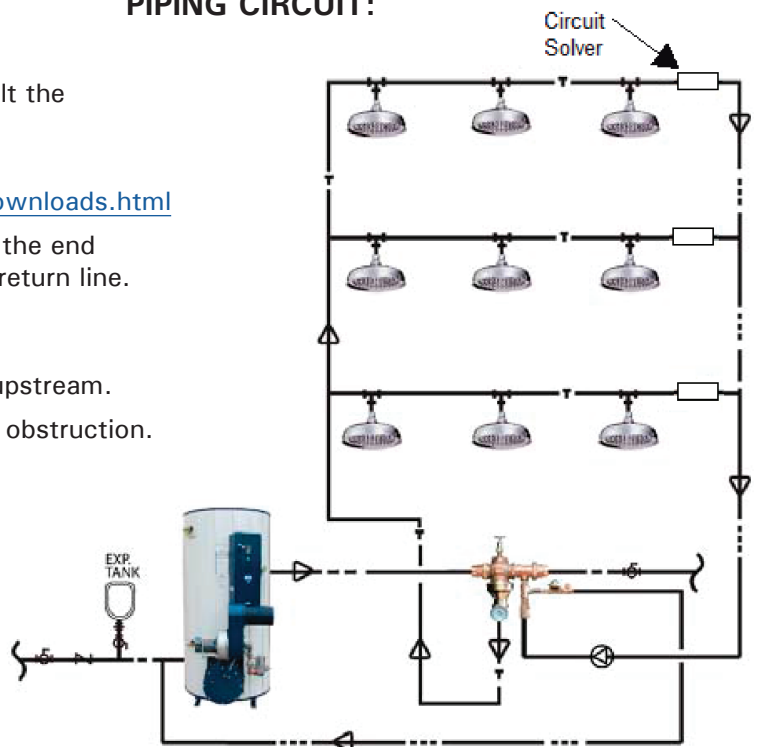 PIPING CIRCUIT:
Circuit
Solver
lt the
ownloads.html
the end
return line.
upstream.
obstruction.
T
T
T
T
T
T
EXP.
TANK
T